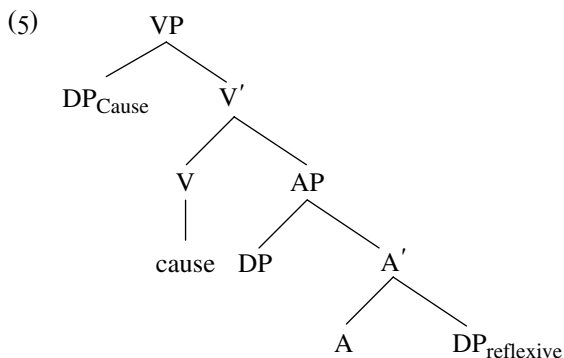 (5)
VP
DP_Cause V′
V AP
cause DP A′
A DP_reflexive